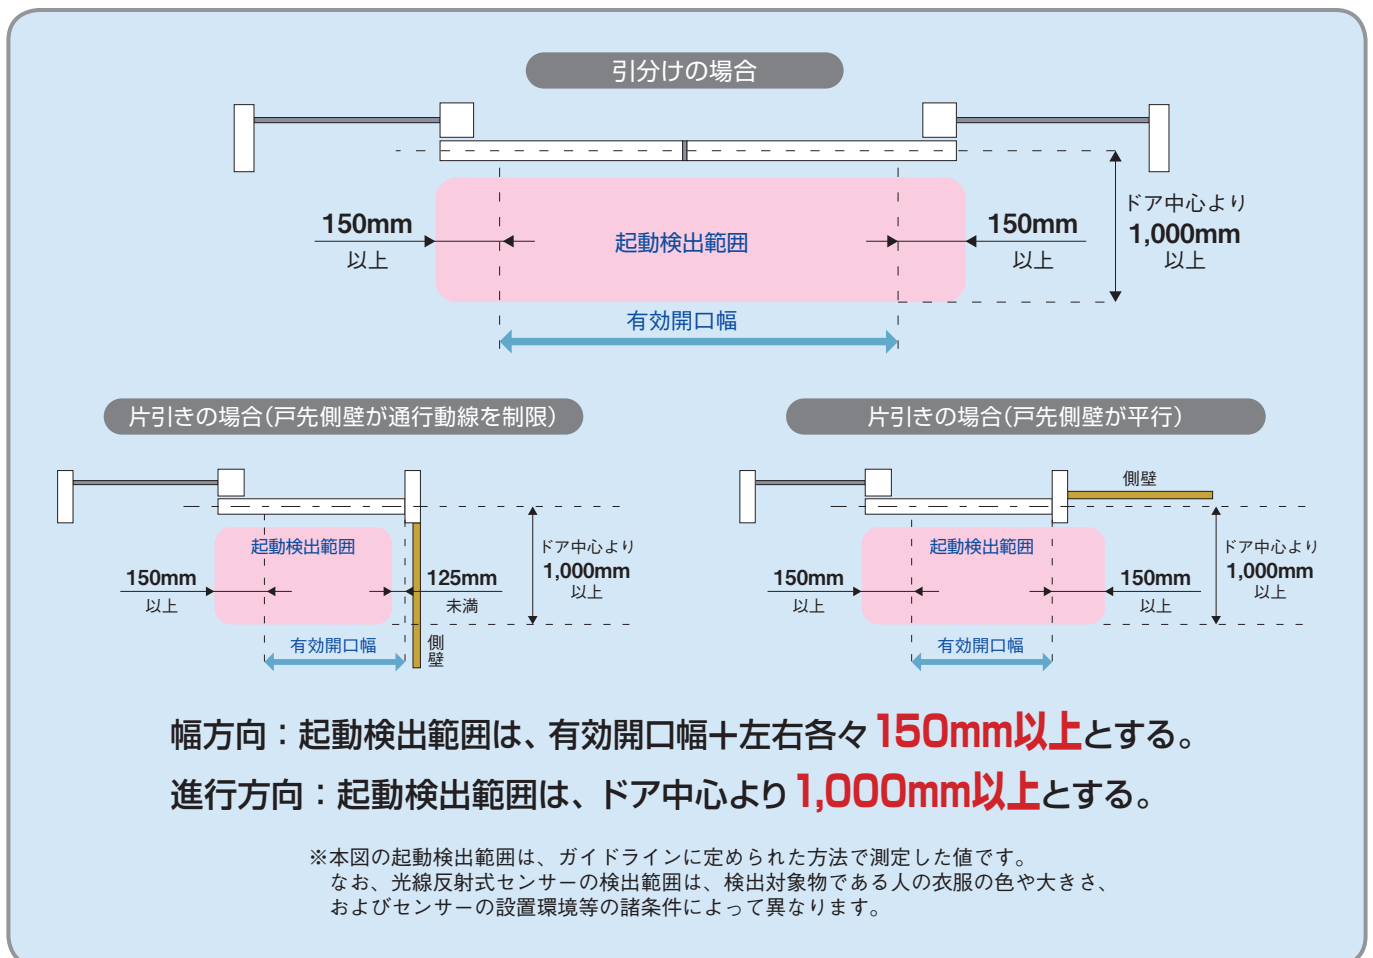 引分けの場合
150mm
以上
起動検出範囲
150mm
以上
ドア中心より
1,000mm
以上
有効開口幅
片引きの場合(戸先側壁が通行動線を制限)
起動検出範囲
150mm
以上
125mm
未満
ドア中心より
1,000mm
以上
有効開口幅
側壁
片引きの場合(戸先側壁が平行)
側壁
起動検出範囲
150mm
以上
150mm
以上
ドア中心より
1,000mm
以上
有効開口幅
幅方向：起動検出範囲は、有効開口幅＋左右各々150mm以上とする。
進行方向：起動検出範囲は、ドア中心より1,000mm以上とする。
※本図の起動検出範囲は、ガイドラインに定められた方法で測定した値です。
なお、光線反射式センサーの検出範囲は、検出対象物である人の衣服の色や大きさ、
およびセンサーの設置環境等の諸条件によって異なります。